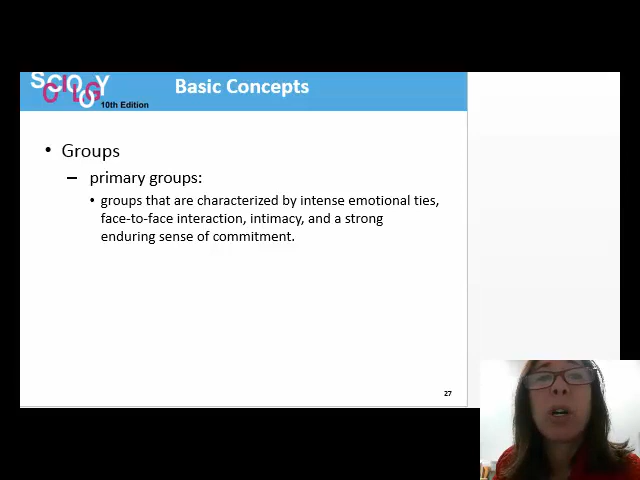 SOCIOLOGY
10th Edition
Basic Concepts
• Groups
– primary groups:
• groups that are characterized by intense emotional ties,
face-to-face interaction, intimacy, and a strong
enduring sense of commitment.
27